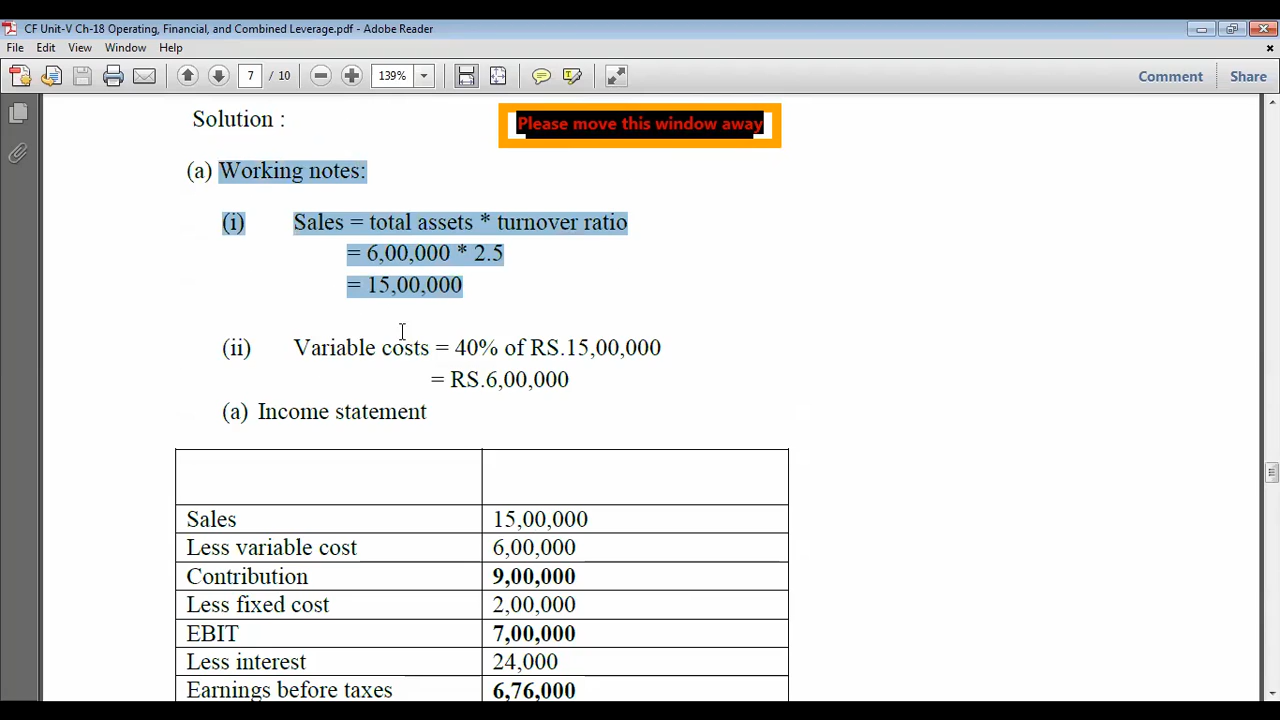 CF Unit-V Ch-18 Operating, Financial, and Combined Leverage.pdf - Adobe Reader
File Edit View Window Help
7 / 10 139% Comment Share
Solution :
Please move this window away
(a) Working notes:
(i) Sales = total assets * turnover ratio
= 6,00,000 * 2.5
= 15,00,000
(ii) Variable costs = 40% of RS.15,00,000
= RS.6,00,000
(a) Income statement
Sales 15,00,000
Less variable cost 6,00,000
Contribution 9,00,000
Less fixed cost 2,00,000
EBIT 7,00,000
Less interest 24,000
Earnings before taxes 6,76,000